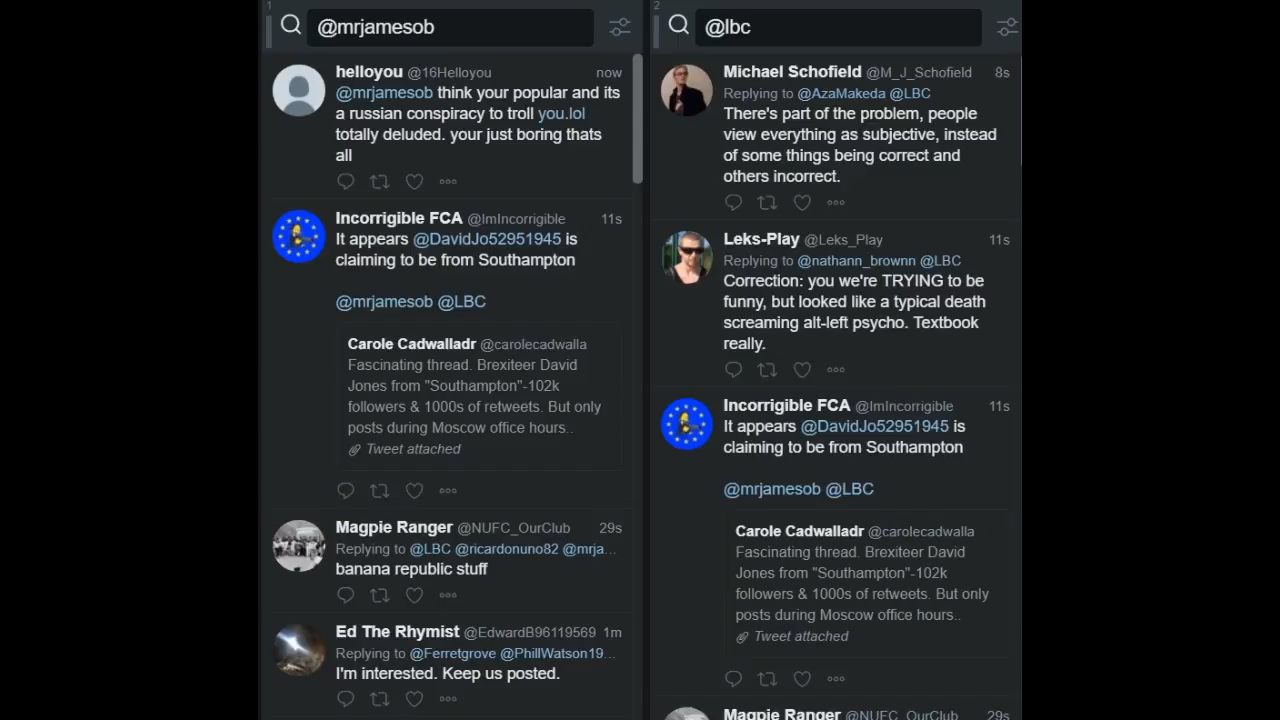 1
@mrjamesob
helloyou @16Helloyou now
@mrjamesob think your popular and its
a russian conspiracy to troll you.lol
totally deluded. your just boring thats
all
Incorrigible FCA @ImIncorrigible 11s
It appears @DavidJo52951945 is
claiming to be from Southampton
@mrjamesob @LBC
Carole Cadwalladr @carolecadwalla
Fascinating thread. Brexiteer David
Jones from "Southampton"-102k
followers & 1000s of retweets. But only
posts during Moscow office hours..
Tweet attached
Magpie Ranger @NUFC_OurClub 29s
Replying to @LBC @ricardonuno82 @mrja...
banana republic stuff
Ed The Rhymist @EdwardB96119569 1m
Replying to @Ferretgrove @PhillWatson19...
I'm interested. Keep us posted.
2
@lbc
Michael Schofield @M_J_Schofield 8s
Replying to @AzaMakeda @LBC
There's part of the problem, people
view everything as subjective, instead
of some things being correct and
others incorrect.
Leks-Play @Leks_Play 11s
Replying to @nathann_brownn @LBC
Correction: you we're TRYING to be
funny, but looked like a typical death
screaming alt-left psycho. Textbook
really.
Incorrigible FCA @ImIncorrigible 11s
It appears @DavidJo52951945 is
claiming to be from Southampton
@mrjamesob @LBC
Carole Cadwalladr @carolecadwalla
Fascinating thread. Brexiteer David
Jones from "Southampton"-102k
followers & 1000s of retweets. But only
posts during Moscow office hours..
Tweet attached
Magpie Ranger @NUFC_OurClub 29s